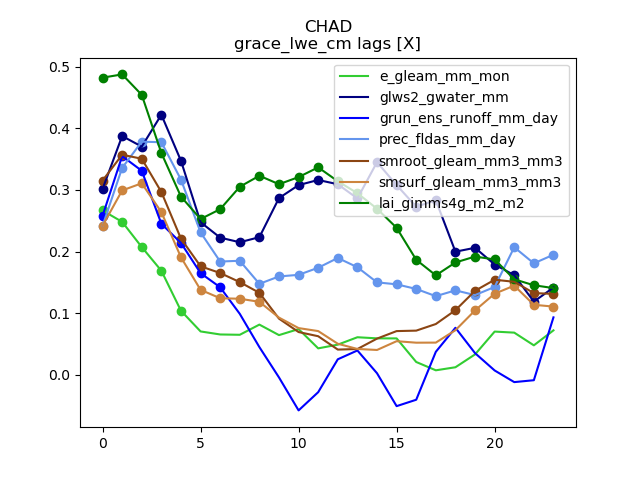 CHAD
grace_lwe_cm lags [X]
0.5
0.4
0.3
0.2
0.1
0.0
0
5
10
15
20
e_gleam_mm_mon
glws2_gwater_mm
grun_ens_runoff_mm_day
prec_fldas_mm_day
smroot_gleam_mm3_mm3
smsurf_gleam_mm3_mm3
lai_gimms4g_m2_m2